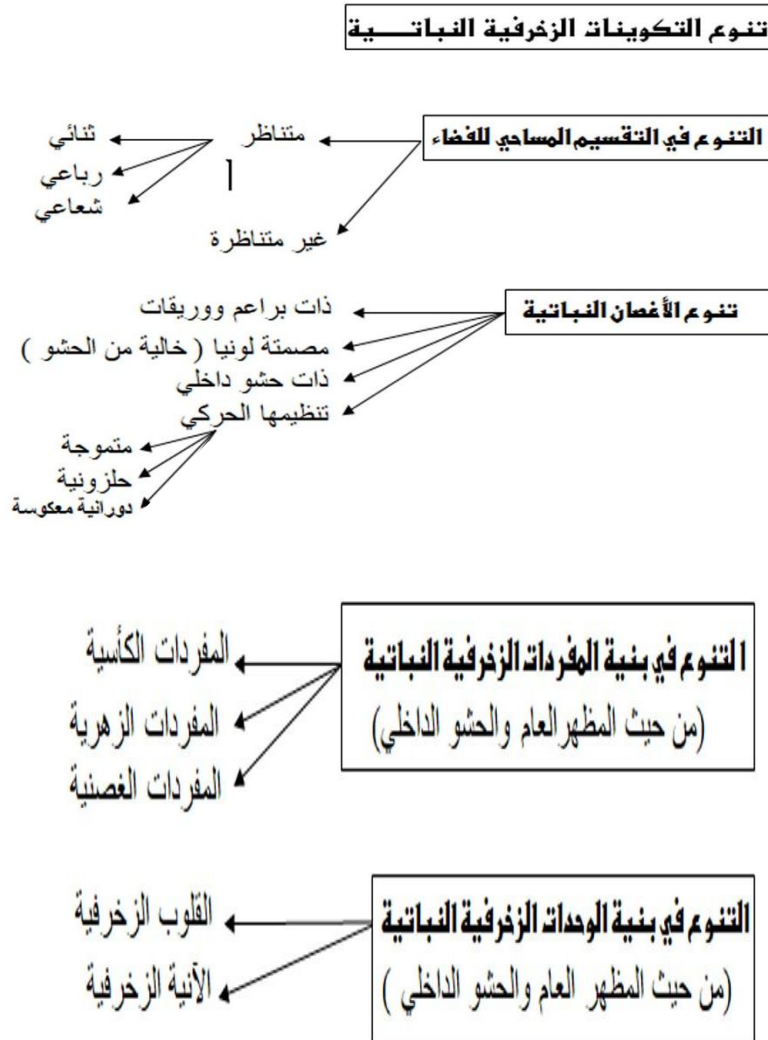 تنوع التكوينات الزخرفية النباتـــــية
التنوع في التقسيم المساحي للفضاء
متناظر
ثنائي
رباعي
شعاعي
غير متناظرة
تنوع الأغصان النباتية
ذات براعم ووريقات
مصمتة لونيا ( خالية من الحشو )
ذات حشو داخلي
تنظيمها الحركي
متموجة
حلزونية
دورانية معكوسة
التنوع في بنية المفردات الزخرفية النباتية
(من حيث المظهر العام والحشو الداخلي)
المفردات الكأسية
المفردات الزهرية
المفردات الغصنية
التنوع في بنية الوحدات الزخرفية النباتية
(من حيث المظهر العام والحشو الداخلي )
القلوب الزخرفية
الآنية الزخرفية